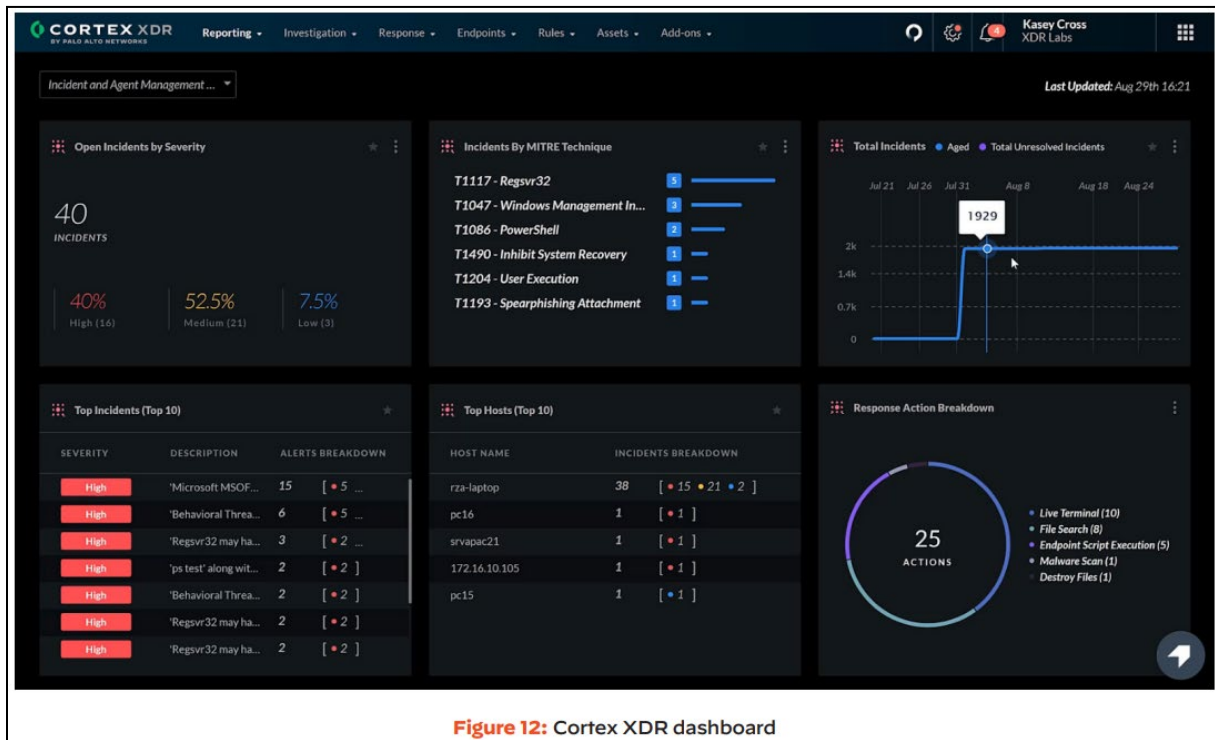 CORTEX XDR
BY PALO ALTO NETWORKS
Reporting
Investigation
Response
Endpoints
Rules
Assets
Add-ons
4
Kasey Cross
XDR Labs
Incident and Agent Management ...
Last Updated: Aug 29th 16:21
Open Incidents by Severity
40
INCIDENTS
40%
High (16)
52.5%
Medium (21)
7.5%
Low (3)
Incidents By MITRE Technique
T1117 - Regsvr32 5
T1047 - Windows Management In... 3
T1086 - PowerShell 2
T1490 - Inhibit System Recovery 1
T1204 - User Execution 1
T1193 - Spearphishing Attachment 1
Total Incidents Aged Total Unresolved Incidents
Jul 21 Jul 26 Jul 31 Aug 8 Aug 18 Aug 24
1929
2k
1.4k
0.7k
0
Top Incidents (Top 10)
SEVERITY DESCRIPTION ALERTS BREAKDOWN
High 'Microsoft MSOF... 15 [ • 5 ...
High 'Behavioral Threa... 6 [ • 5 ...
High 'Regsvr32 may ha... 3 [ • 2 ...
High 'ps test' along wit... 2 [ • 2 ]
High 'Behavioral Threa... 2 [ • 2 ]
High 'Regsvr32 may ha... 2 [ • 2 ]
High 'Regsvr32 may ha... 2 [ • 2 ]
Top Hosts (Top 10)
HOST NAME INCIDENTS BREAKDOWN
rza-laptop 38 [ • 15 • 21 • 2 ]
pc16 1 [ • 1 ]
srvapac21 1 [ • 1 ]
172.16.10.105 1 [ • 1 ]
pc15 1 [ • 1 ]
Response Action Breakdown
25
ACTIONS
Live Terminal (10)
File Search (8)
Endpoint Script Execution (5)
Malware Scan (1)
Destroy Files (1)
Figure 12: Cortex XDR dashboard